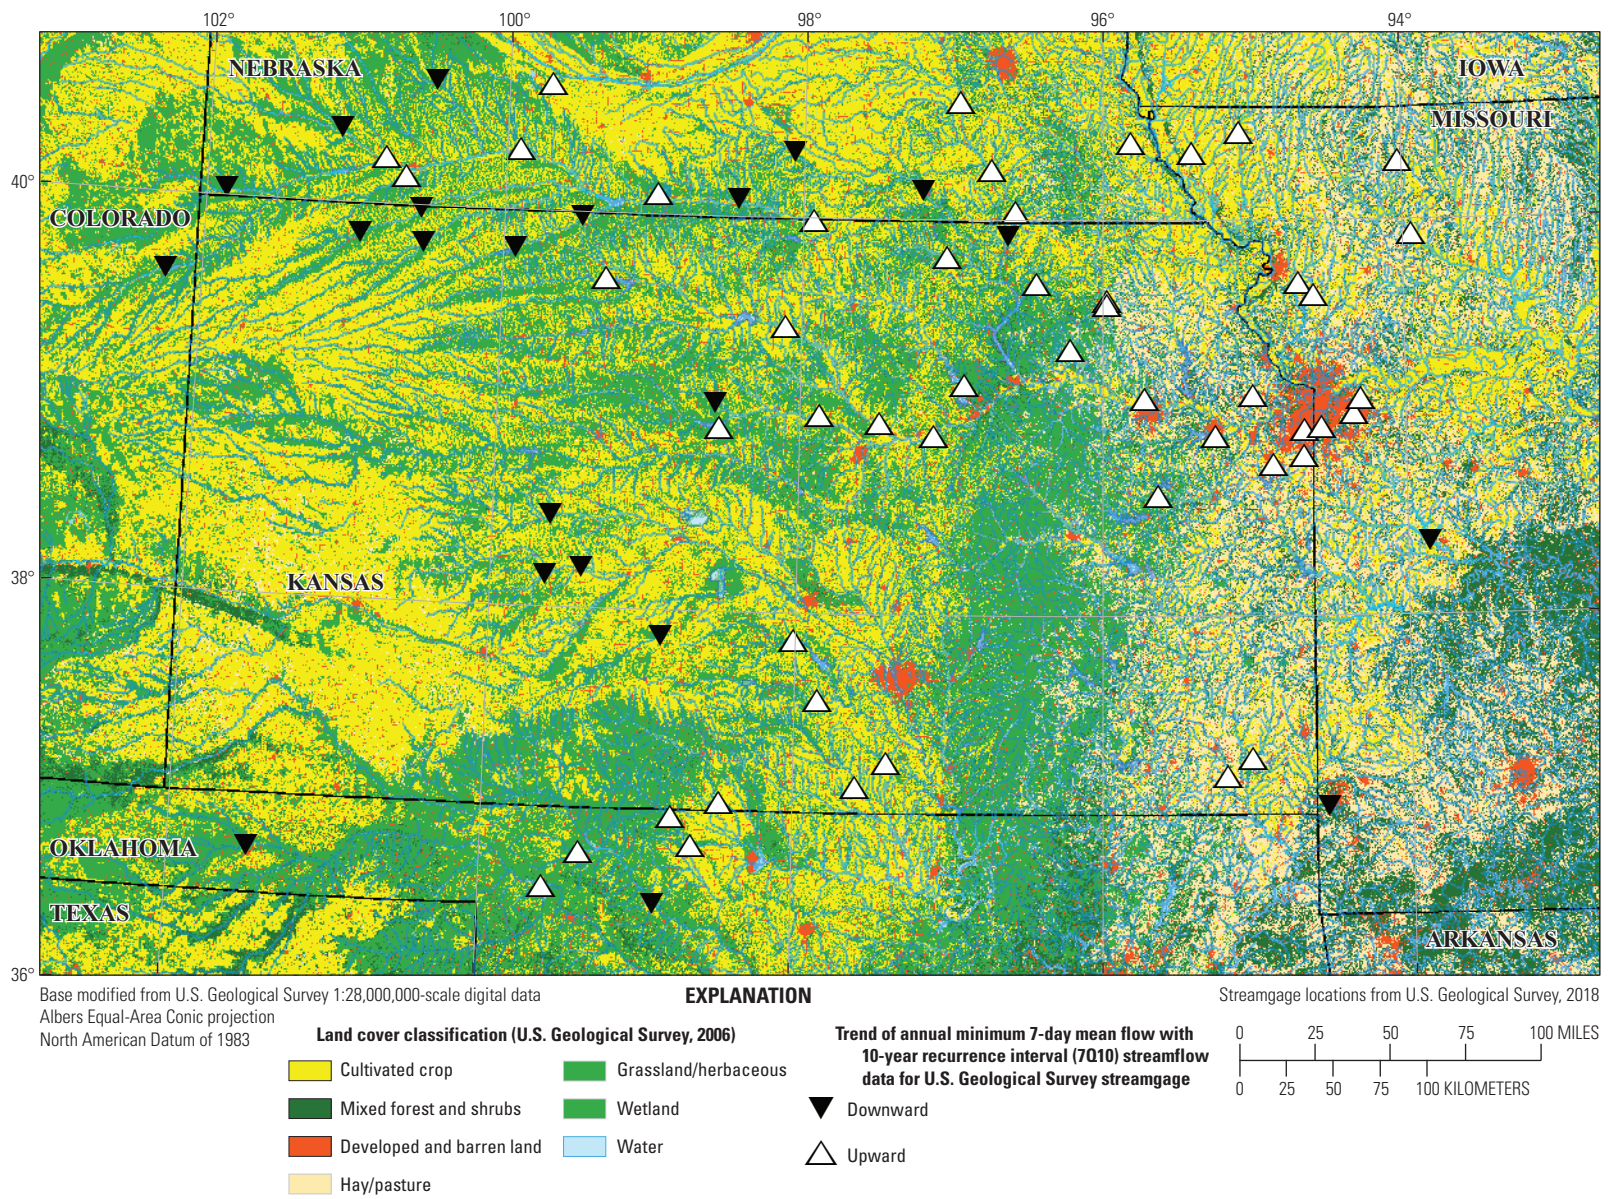 102°
100°
98°
96°
94°
NEBRASKA
IOWA
MISSOURI
40°
COLORADO
38°
KANSAS
OKLAHOMA
TEXAS
ARKANSAS
36°
Base modified from U.S. Geological Survey 1:28,000,000-scale digital data
Albers Equal-Area Conic projection
North American Datum of 1983
EXPLANATION
Streamgage locations from U.S. Geological Survey, 2018
Land cover classification (U.S. Geological Survey, 2006)
Cultivated crop
Mixed forest and shrubs
Developed and barren land
Hay/pasture
Grassland/herbaceous
Wetland
Water
Trend of annual minimum 7-day mean flow with
10-year recurrence interval (7Q10) streamflow
data for U.S. Geological Survey streamgage
Downward
Upward
0 25 50 75 100 MILES
0 25 50 75 100 KILOMETERS